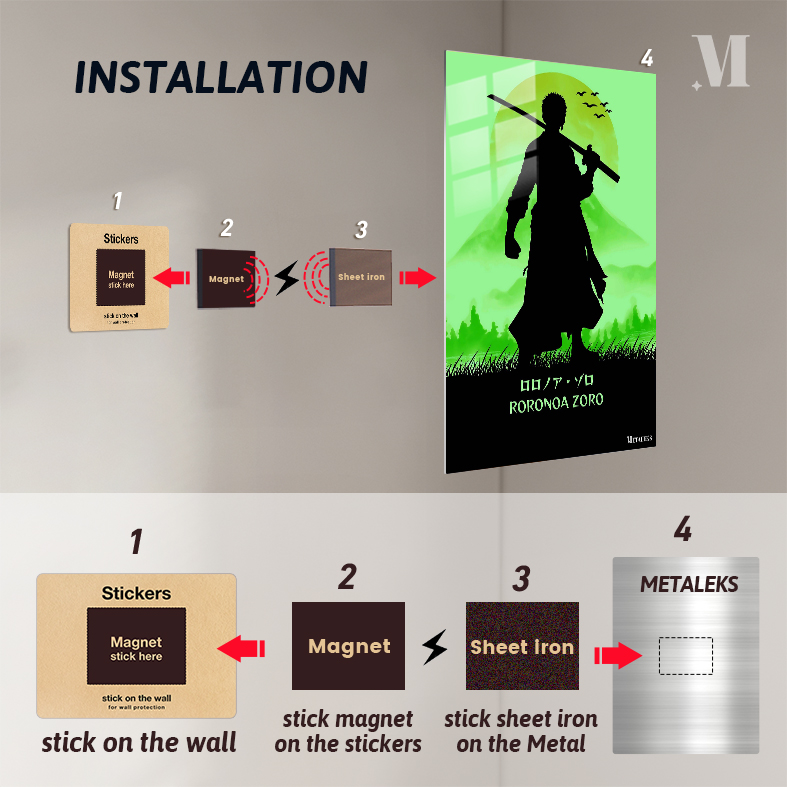 INSTALLATION
M
1
Stickers
Magnet
stick here
stick on the wall
for wall protection
2
Magnet
3
Sheet iron
4
ロロノア・ゾロ
RORONOA ZORO
METALEKS
1
Stickers
Magnet
stick here
stick on the wall
for wall protection
stick on the wall
2
Magnet
stick magnet
on the stickers
3
Sheet iron
stick sheet iron
on the Metal
4
METALEKS